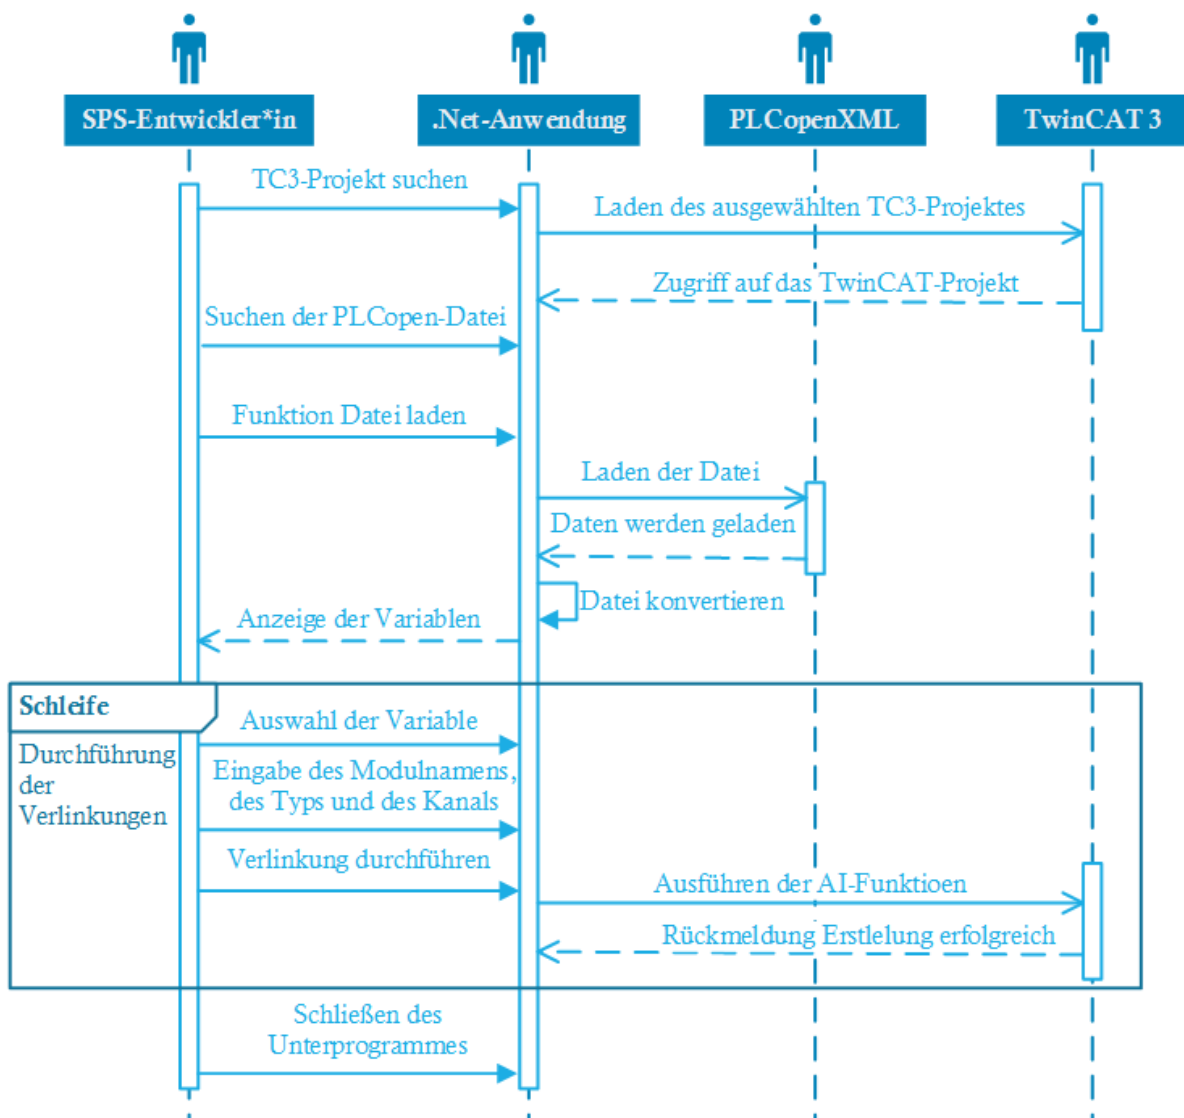 SPS-Entwickler*in
.Net-Anwendung
PLCopenXML
TwinCAT 3
TC3-Projekt suchen
Laden des ausgewählten TC3-Projektes
Zugriff auf das TwinCAT-Projekt
Suchen der PLCopen-Datei
Funktion Datei laden
Laden der Datei
Daten werden geladen
Datei konvertieren
Anzeige der Variablen
Schleife
Durchführung
der
Verlinkungen
Auswahl der Variable
Eingabe des Modulnamens,
des Typs und des Kanals
Verlinkung durchführen
Ausführen der AI-Funktioen
Rückmeldung Erstlelung erfolgreich
Schließen des
Unterprogrammes